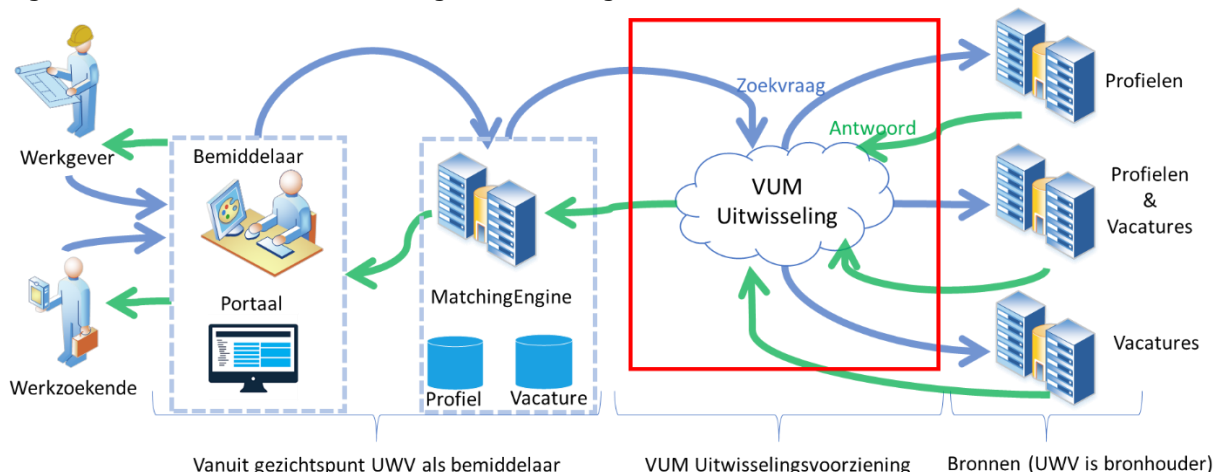 Werkgever
Werkzoekende
Bemiddelaar
Portaal
MatchingEngine
Profiel
Vacature
Zoekvraag
Antwoord
VUM
Uitwisseling
Profielen
Profielen
&
Vacatures
Vacatures
Vanuit gezichtspunt UWV als bemiddelaar
VUM Uitwisselingsvoorziening
Bronnen (UWV is bronhouder)